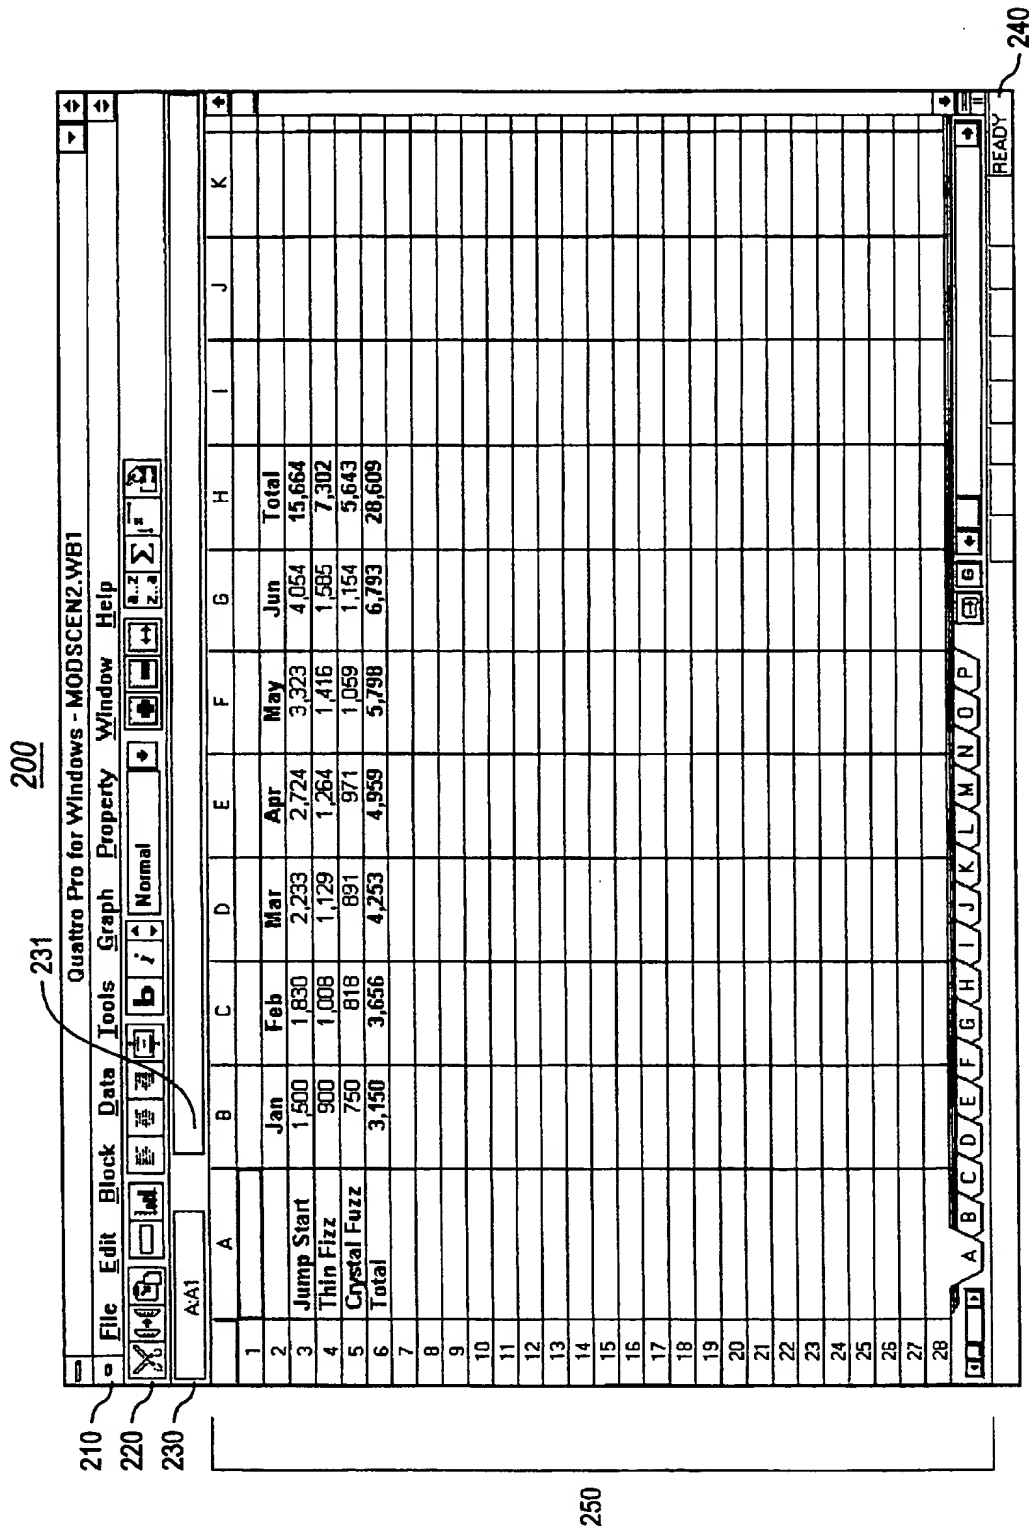 200
231
Quattro Pro for Windows - MODSCEN2.WB1
210
File Edit Block Data Tools Graph Property Window Help
220
b i Normal a..z z..a Σ
230
A:A1
A B C D E F G H I J K
1
2 Jan Feb Mar Apr May Jun Total
3 Jump Start 1,500 1,830 2,233 2,724 3,323 4,054 15,664
4 Thin Fizz 900 1,008 1,129 1,264 1,416 1,585 7,302
5 Crystal Fuzz 750 818 891 971 1,059 1,154 5,643
6 Total 3,150 3,656 4,253 4,959 5,798 6,793 28,609
7
8
9
10
11
12
13
14
15
16
17
18
19
20
21
22
23
24
25
26
27
28
A B C D E F G H I J K L M N O P G
READY
240
250